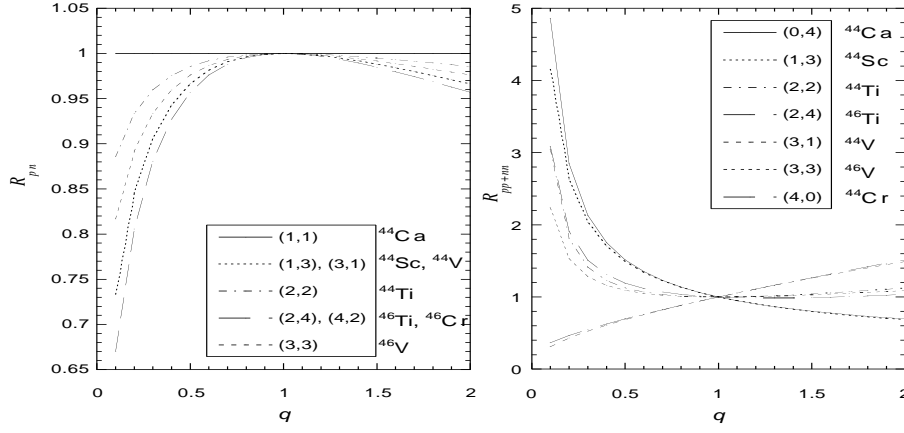 1.05
1
0.95
0.9
0.85
0.8
0.75
0.7
0.65
R pn
(1,1) 44Ca
(1,3), (3,1) 44Sc, 44V
(2,2) 44Ti
(2,4), (4,2) 46Ti, 46Cr
(3,3) 46V
0 0.5 1 1.5 2
q
5
4
3
2
1
0
R pp+nn
(0,4) 44Ca
(1,3) 44Sc
(2,2) 44Ti
(2,4) 46Ti
(3,1) 44V
(3,3) 46V
(4,0) 44Cr
0 0.5 1 1.5 2
q